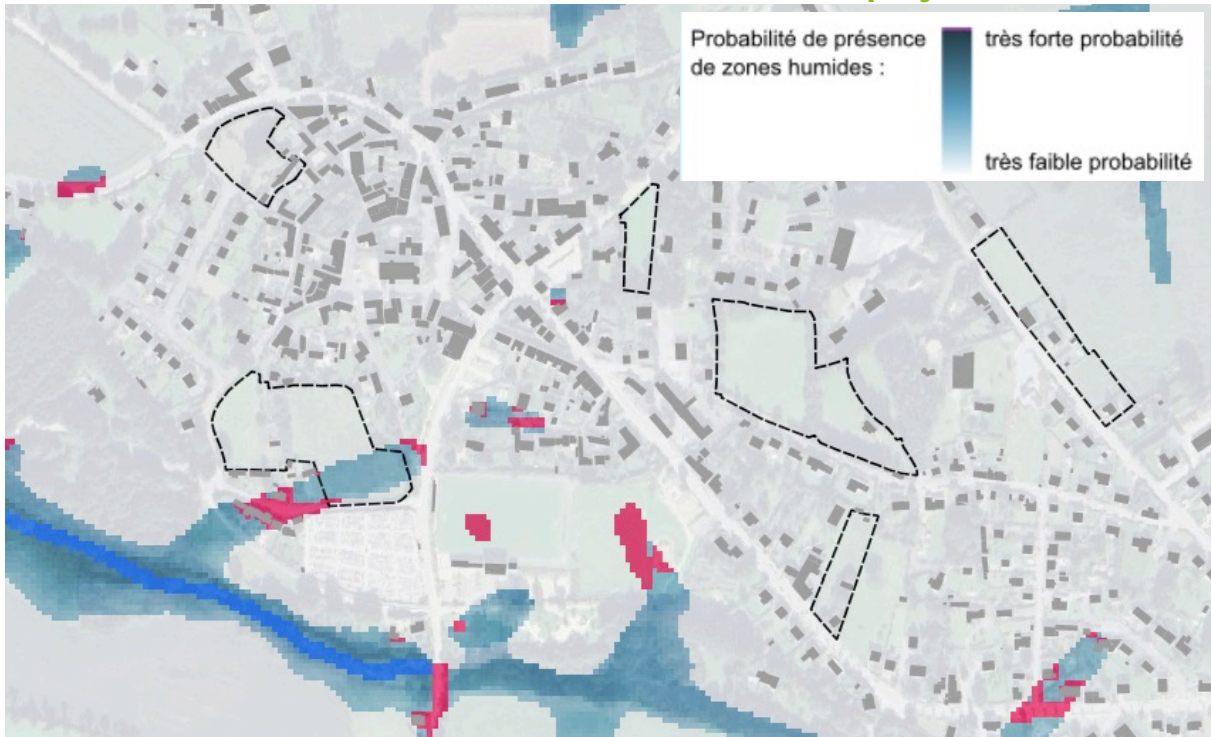 Probabilité de présence
de zones humides :
très forte probabilité
très faible probabilité